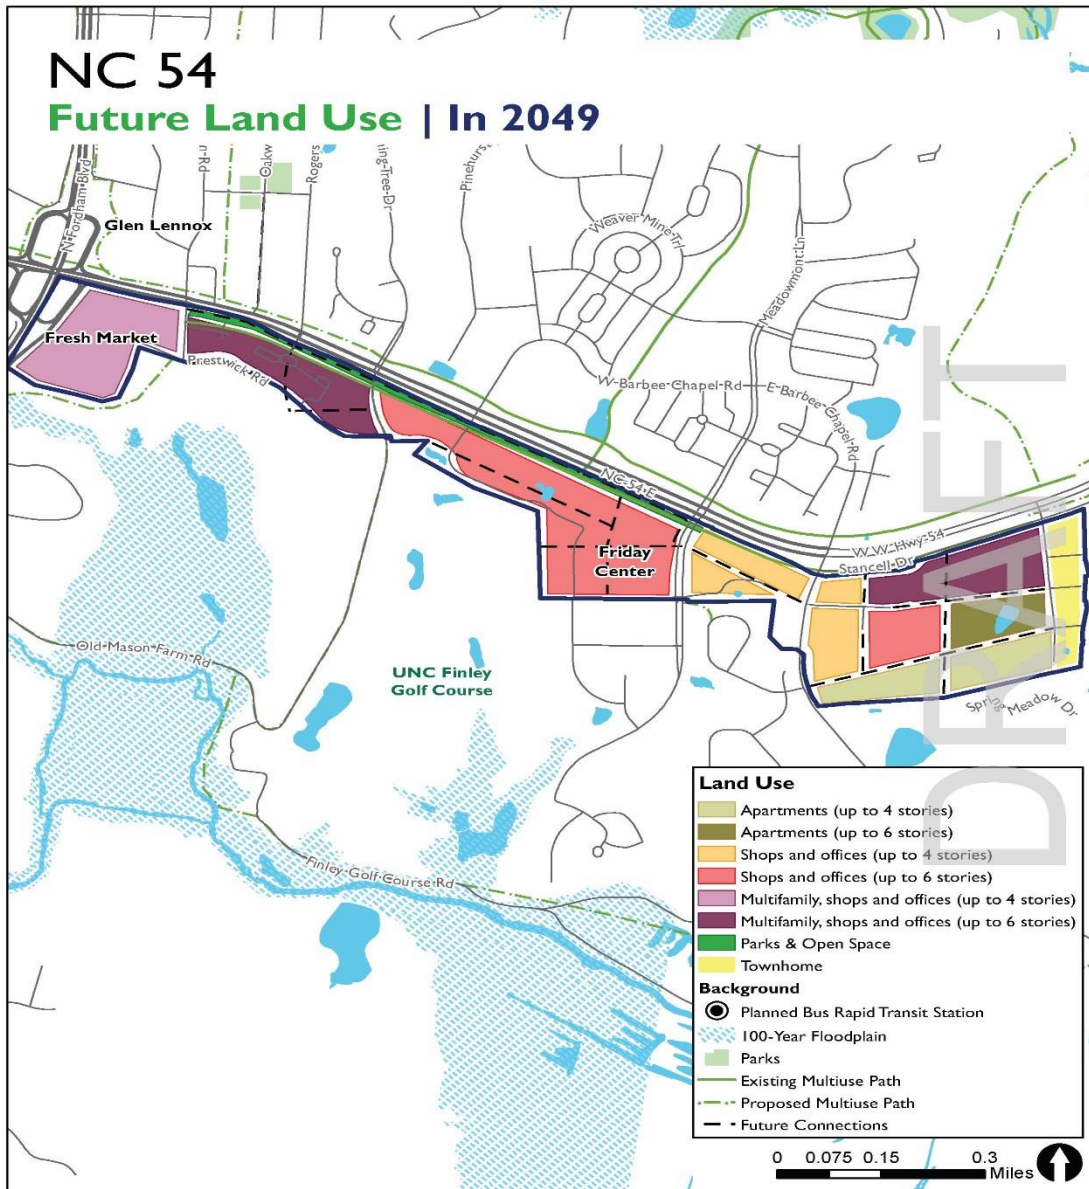 NC 54
Future Land Use | In 2049
N Fordham Blvd
n-Rd
Oakw
Rogers
ning-Tree-Dr
Pinehurst
Glen Lennox
Weaver Mine Trl
Meadowmont Ln
Fresh Market
Prestwick Rd
W Barbee Chapel Rd
E Barbee Chapel Rd
NC 54 E
W W Hwy-54
Stancell Dr
Friday
Center
Old Mason Farm Rd
UNC Finley
Golf Course
Spring Meadow Dr
Finley Golf Course Rd
DRAFT
Land Use
Apartments (up to 4 stories)
Apartments (up to 6 stories)
Shops and offices (up to 4 stories)
Shops and offices (up to 6 stories)
Multifamily, shops and offices (up to 4 stories)
Multifamily, shops and offices (up to 6 stories)
Parks & Open Space
Townhome
Background
Planned Bus Rapid Transit Station
100-Year Floodplain
Parks
Existing Multiuse Path
Proposed Multiuse Path
Future Connections
0 0.075 0.15 0.3
Miles